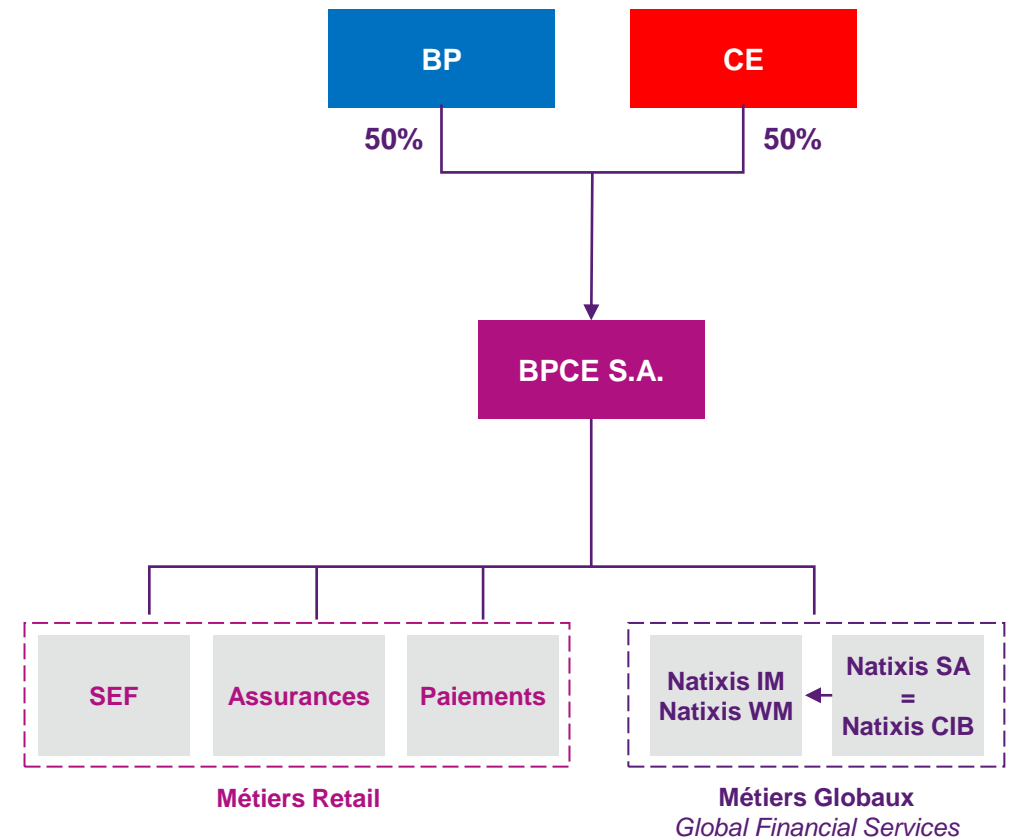 BP
CE
50%
50%
BPCE S.A.
SEF
Assurances
Paiements
Natixis IM
Natixis WM
Natixis SA
=
Natixis CIB
Métiers Retail
Métiers Globaux
Global Financial Services